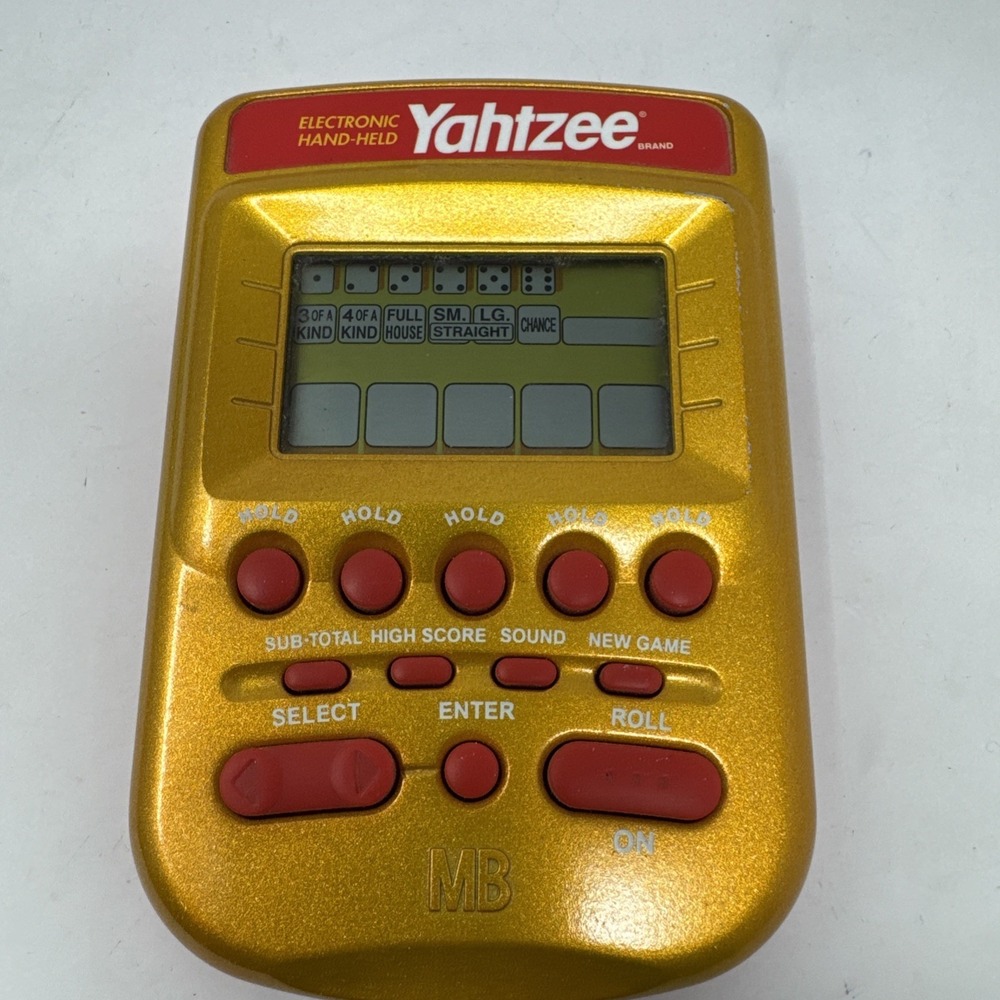 ELECTRONIC
HAND-HELD
Yahtzee®
BRAND
3 OF A KIND
4 OF A KIND
FULL HOUSE
SM. LG.
STRAIGHT
CHANCE
HOLD HOLD HOLD HOLD HOLD
SUB-TOTAL HIGH SCORE SOUND NEW GAME
SELECT ENTER ROLL
ON
MB